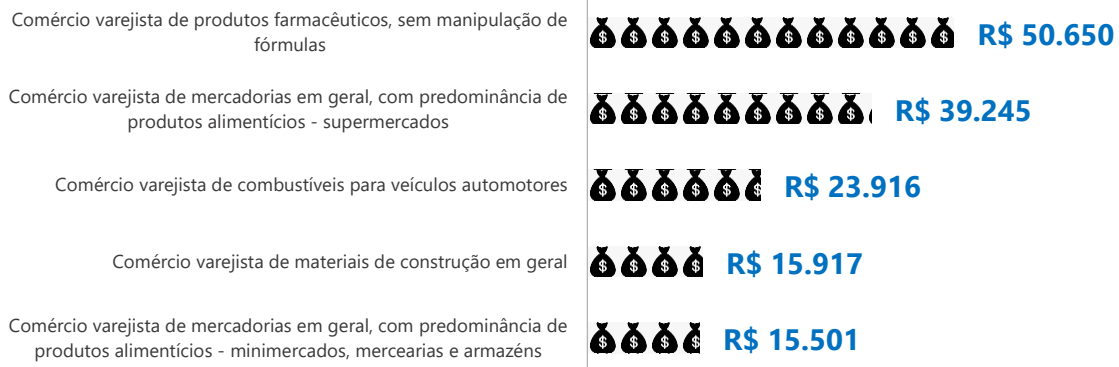 Comércio varejista de produtos farmacêuticos, sem manipulação de
fórmulas
R$ 50.650
Comércio varejista de mercadorias em geral, com predominância de
produtos alimentícios - supermercados
R$ 39.245
Comércio varejista de combustíveis para veículos automotores
R$ 23.916
Comércio varejista de materiais de construção em geral
R$ 15.917
Comércio varejista de mercadorias em geral, com predominância de
produtos alimentícios - minimercados, mercearias e armazéns
R$ 15.501